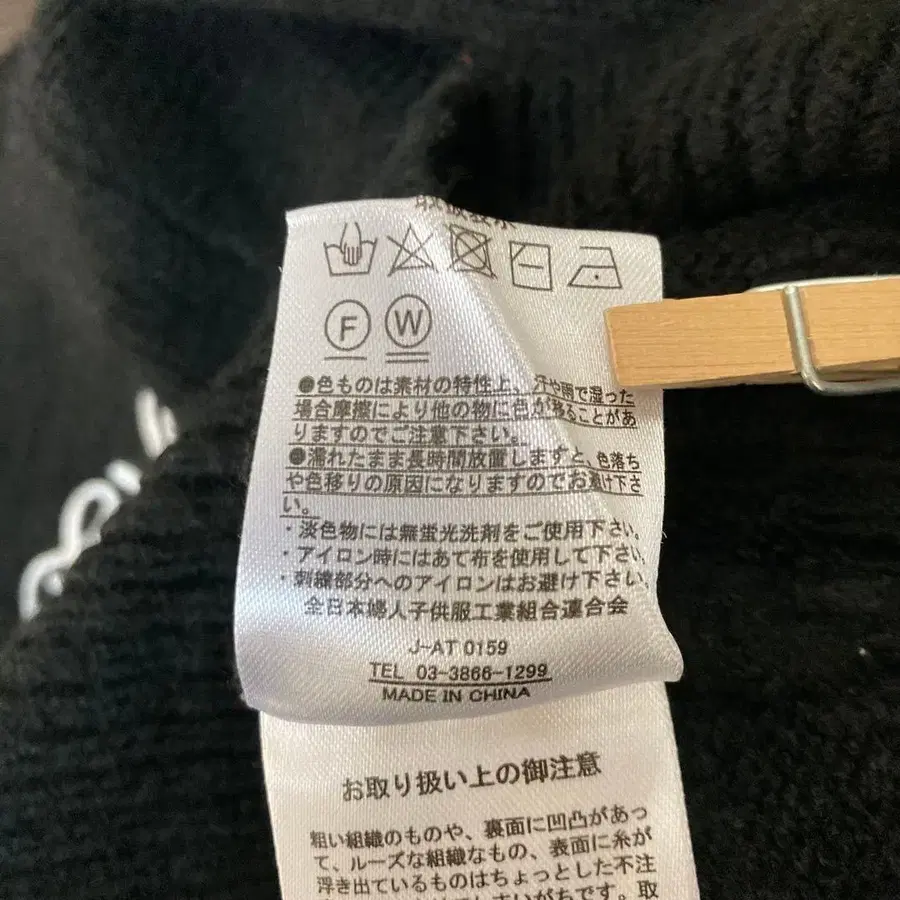 取扱表示
F W
●色ものは素材の特性上、汗や雨で湿った
場合摩擦により他の物に色が移ることがあ
りますのでご注意下さい。
●濡れたまま長時間放置しますと、色落ち
や色移りの原因になりますのでお避け下さ
い。
・淡色物には無蛍光洗剤をご使用下さい。
・アイロン時にはあて布を使用して下さい。
・刺繍部分へのアイロンはお避け下さい。
全日本婦人子供服工業組合連合会
J-AT 0159
TEL 03-3866-1299
MADE IN CHINA
お取り扱い上の御注意
粗い組織のものや、裏面に凹凸があっ
て、ルーズな組織なもの、表面に糸が
浮き出ているものはちょっとした不注
してしまいがちです。取